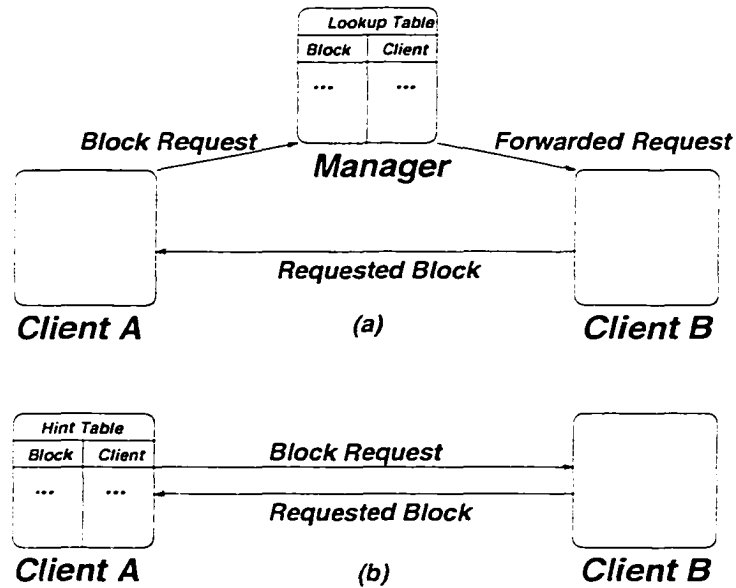 Lookup Table
Block Client
... ...
Block Request
Forwarded Request
Manager
Requested Block
Client A
(a)
Client B
Hint Table
Block Client
... ...
Block Request
Requested Block
Client A
(b)
Client B